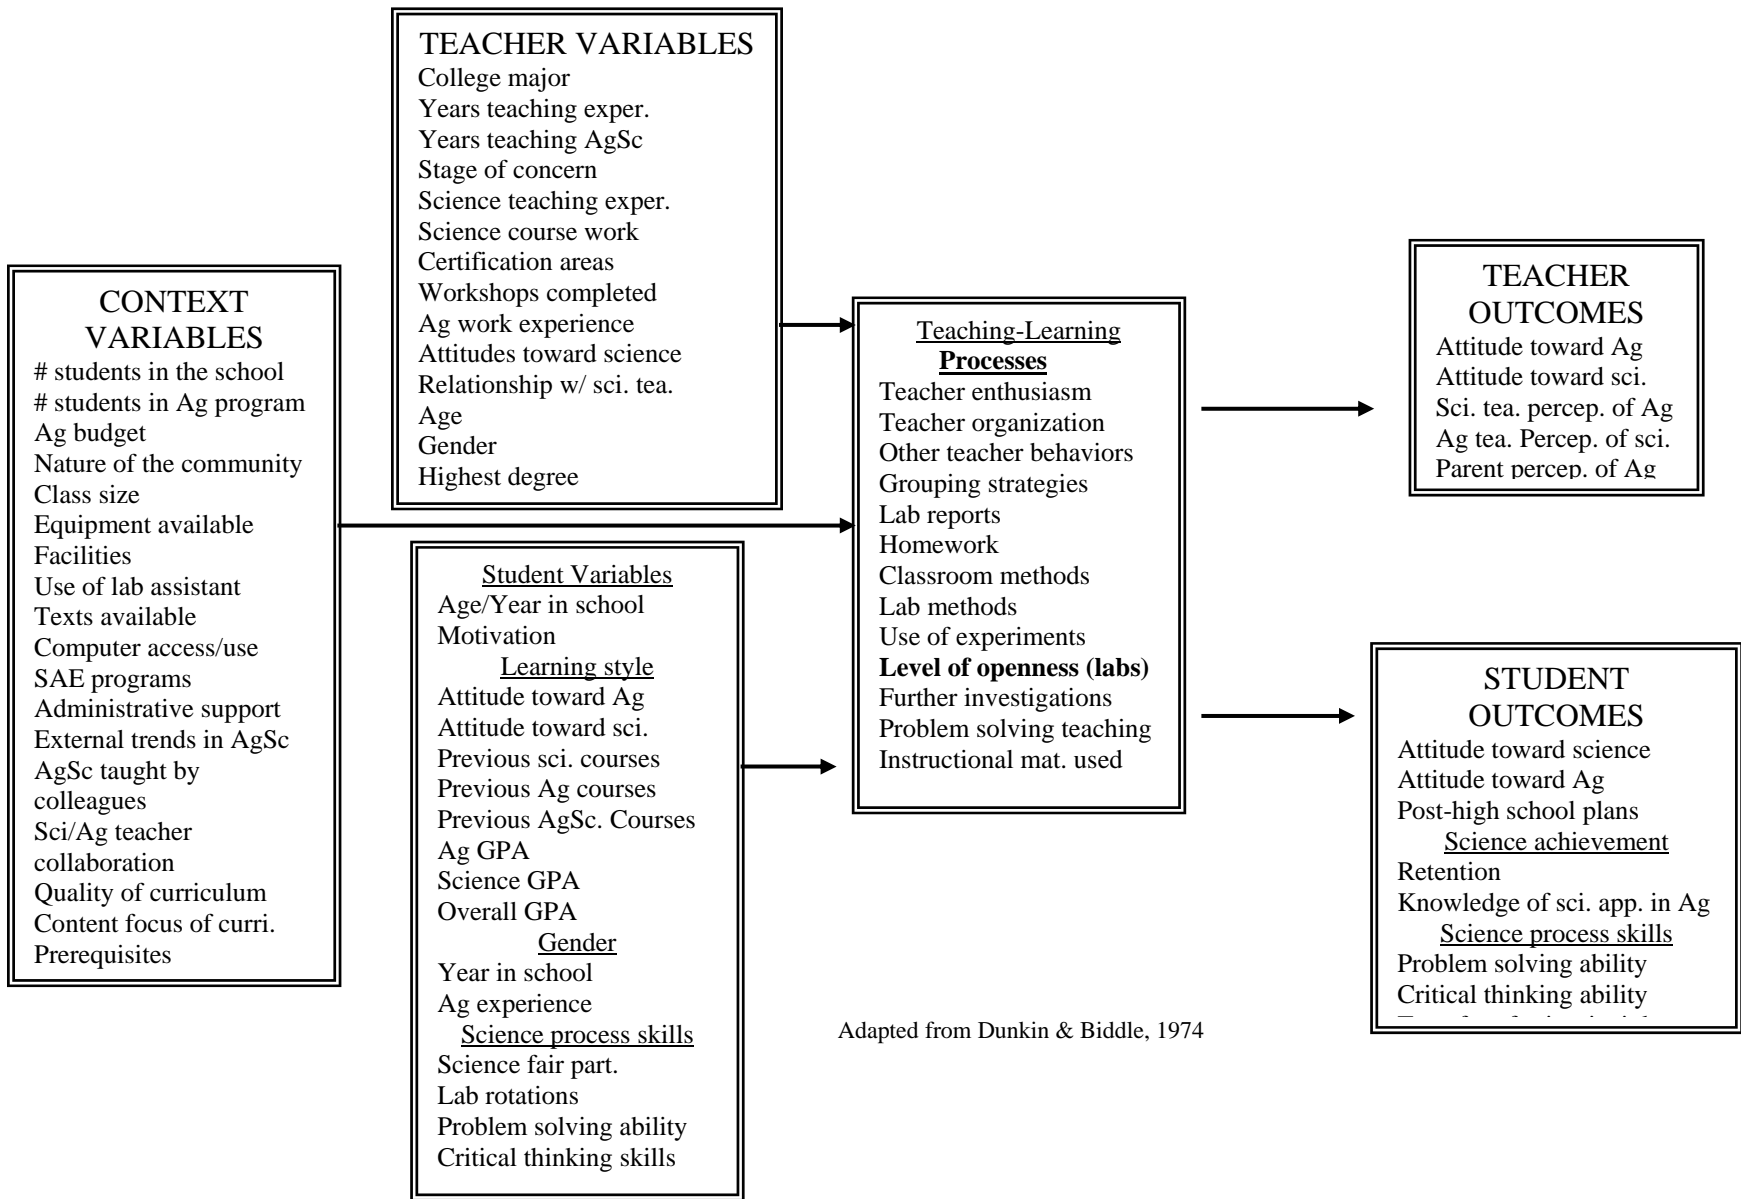 TEACHER VARIABLES
College major
Years teaching exper.
Years teaching AgSc
Stage of concern
Science teaching exper.
Science course work
Certification areas
Workshops completed
Ag work experience
Attitudes toward science
Relationship w/ sci. tea.
Age
Gender
Highest degree
CONTEXT
VARIABLES
# students in the school
# students in Ag program
Ag budget
Nature of the community
Class size
Equipment available
Facilities
Use of lab assistant
Texts available
Computer access/use
SAE programs
Administrative support
External trends in AgSc
AgSc taught by
colleagues
Sci/Ag teacher
collaboration
Quality of curriculum
Content focus of curri.
Prerequisites
Student Variables
Age/Year in school
Motivation
Learning style
Attitude toward Ag
Attitude toward sci.
Previous sci. courses
Previous Ag courses
Previous AgSc. Courses
Ag GPA
Science GPA
Overall GPA
Gender
Year in school
Ag experience
Science process skills
Science fair part.
Lab rotations
Problem solving ability
Critical thinking skills
Teaching-Learning
Processes
Teacher enthusiasm
Teacher organization
Other teacher behaviors
Grouping strategies
Lab reports
Homework
Classroom methods
Lab methods
Use of experiments
Level of openness (labs)
Further investigations
Problem solving teaching
Instructional mat. used
TEACHER
OUTCOMES
Attitude toward Ag
Attitude toward sci.
Sci. tea. percep. of Ag
Ag tea. Percep. of sci.
Parent percep. of Ag
STUDENT
OUTCOMES
Attitude toward science
Attitude toward Ag
Post-high school plans
Science achievement
Retention
Knowledge of sci. app. in Ag
Science process skills
Problem solving ability
Critical thinking ability
Adapted from Dunkin & Biddle, 1974